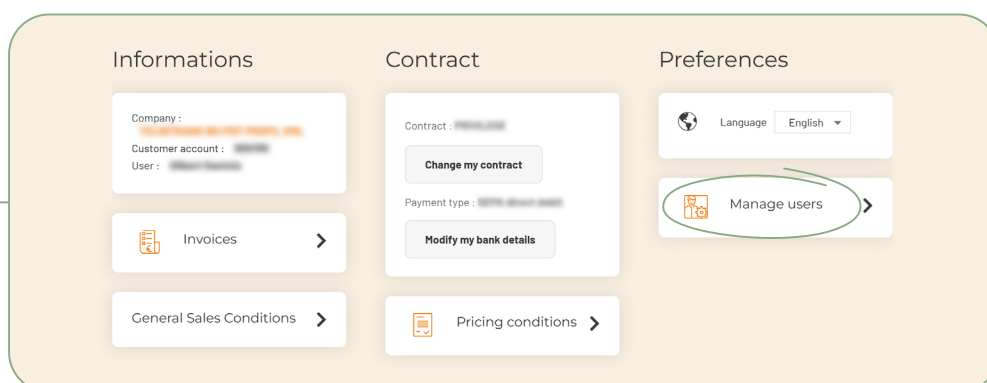 Informations
Company :
Customer account :
User :
Invoices
General Sales Conditions
Contract
Contract :
Change my contract
Payment type :
Modify my bank details
Pricing conditions
Preferences
Language English
Manage users